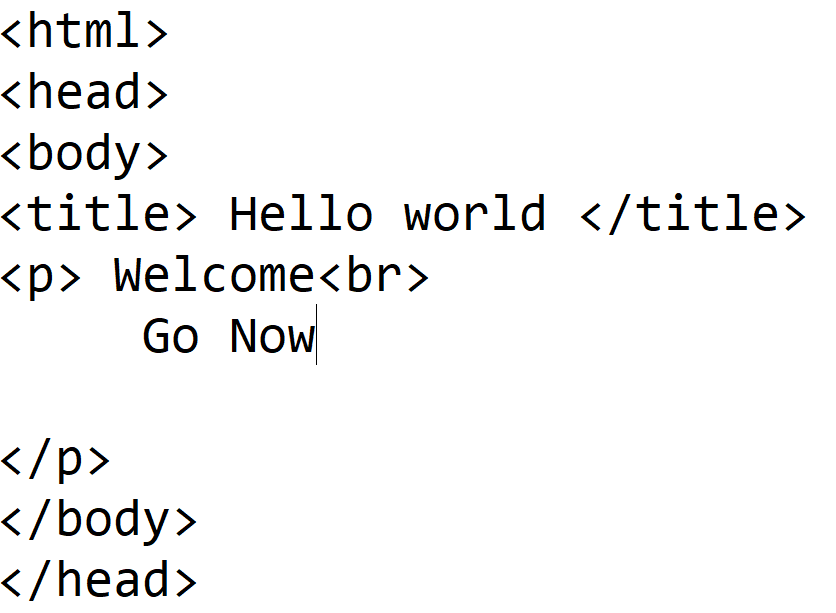 <html>
<head>
<body>
<title> Hello world </title>
<p> Welcome<br>
     Go Now

</p>
</body>
</head>